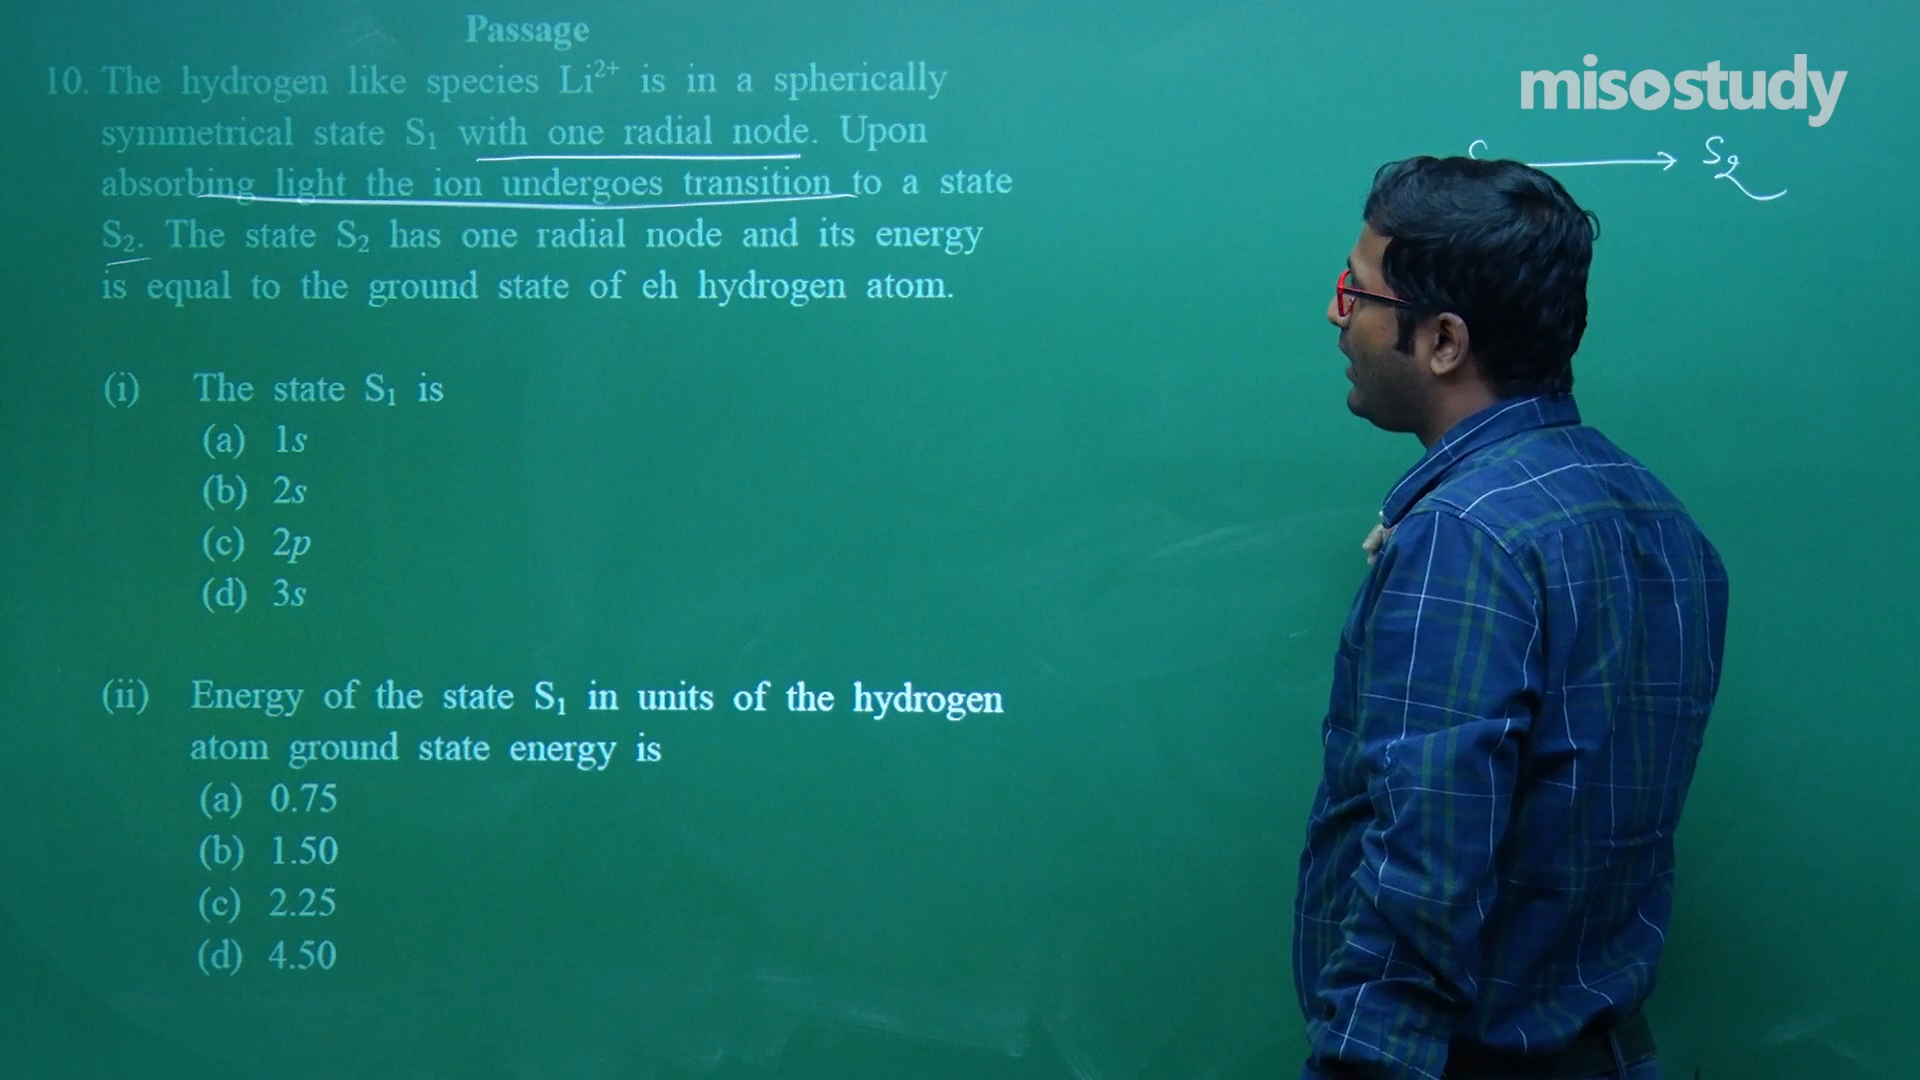 Passage
misostudy
10. The hydrogen like species Li²⁺ is in a spherically
symmetrical state S₁ with one radial node. Upon
absorbing light the ion undergoes transition to a state
S₂. The state S₂ has one radial node and its energy
is equal to the ground state of eh hydrogen atom.
S₂
(i) The state S₁ is
(a) 1s
(b) 2s
(c) 2p
(d) 3s
(ii) Energy of the state S₁ in units of the hydrogen
atom ground state energy is
(a) 0.75
(b) 1.50
(c) 2.25
(d) 4.50